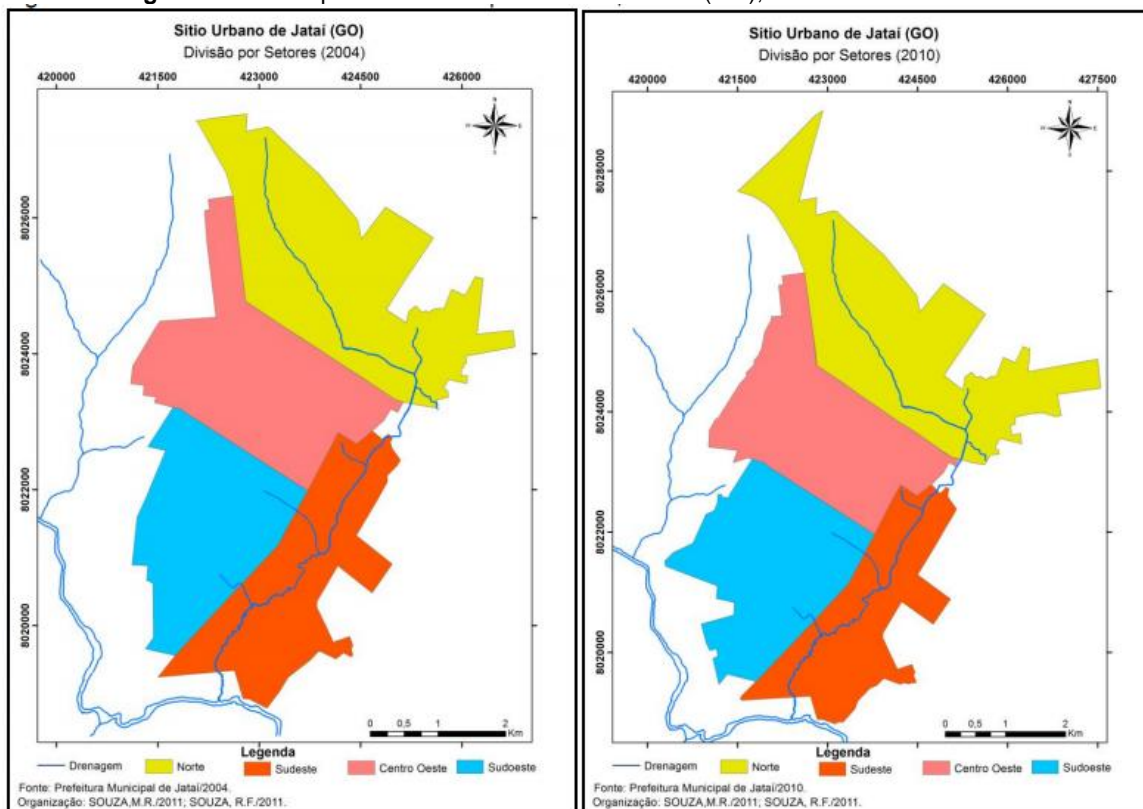 Sitio Urbano de Jataí (GO)
Divisão por Setores (2004)
420000 421500 423000 424500 426000
N
E
S
8026000
8024000
8022000
8020000
0 0,5 1 2
Km
Legenda
Drenagem Norte Sudeste Centro Oeste Sudoeste
Fonte: Prefeitura Municipal de Jataí/2004.
Organização: SOUZA,M.R./2011; SOUZA, R.F./2011.
Sitio Urbano de Jataí (GO)
Divisão por Setores (2010)
420000 421500 423000 424500 426000 427500
N
E
S
8028000
8026000
8024000
8022000
8020000
0 0,5 1 2
Km
Legenda
Drenagem Norte Sudeste Centro Oeste Sudoeste
Fonte: Prefeitura Municipal de Jataí/2010.
Organização: SOUZA,M.R./2011; SOUZA, R.F./2011.